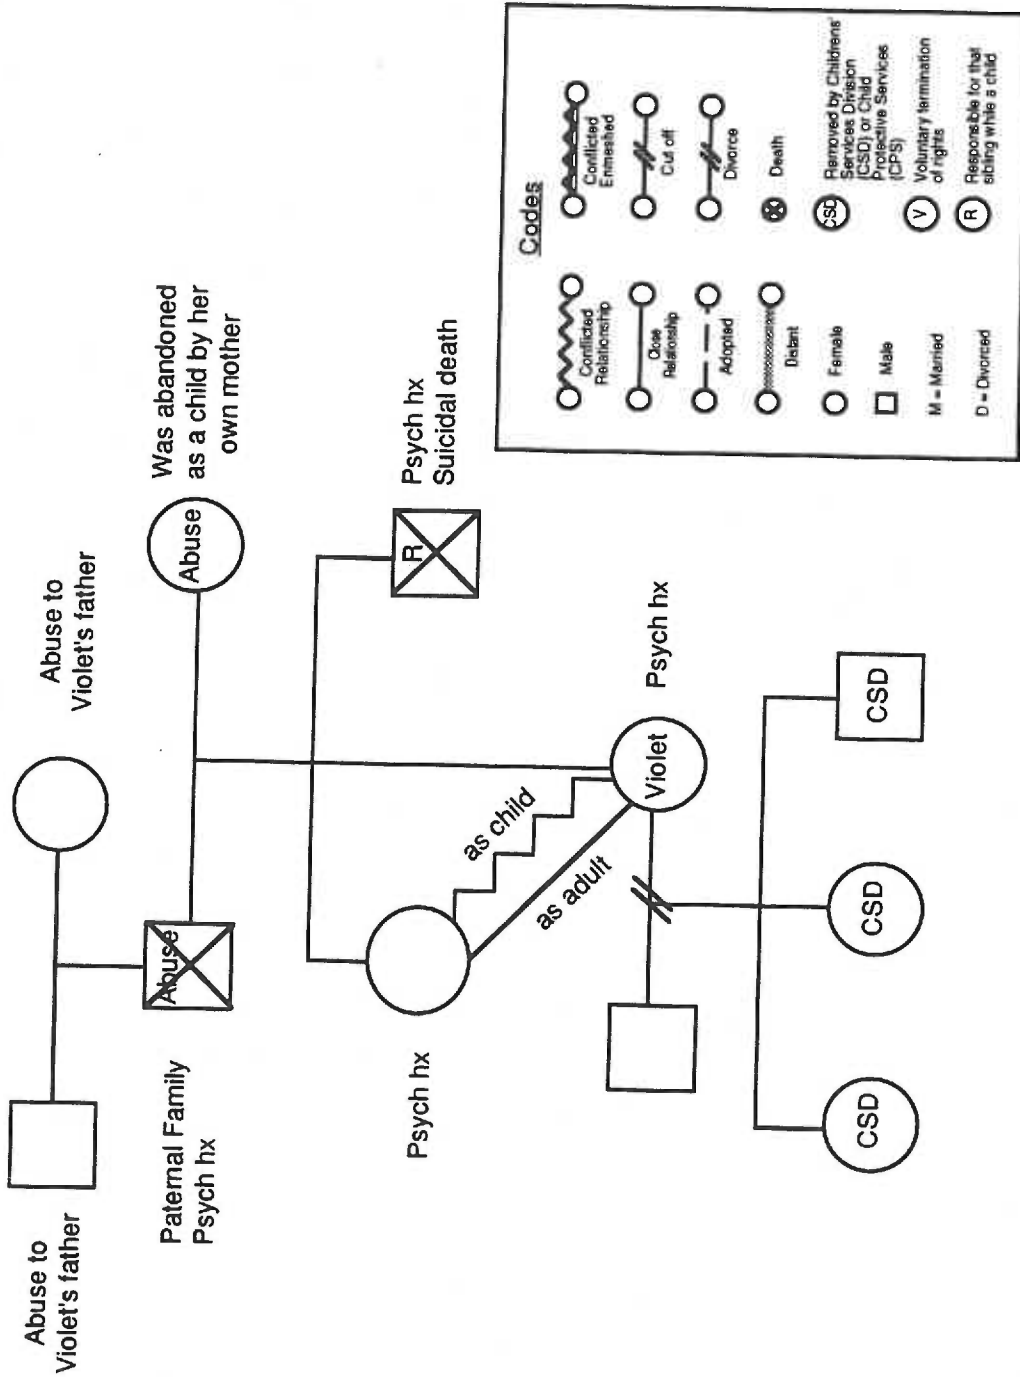 Abuse to
Violet's father
Abuse to
Violet's father
Paternal Family
Psych hx
Abuse
Abuse
Was abandoned
as a child by her
own mother
Psych hx
as child
as adult
Violet
Psych hx
R
Psych hx
Suicidal death
CSD
CSD
CSD
Codes
Conflicted
Relationship
Close
Relationship
Adopted
Distant
Female
Male
M = Married
D = Divorced
Conflicted
Enmeshed
Cut off
Divorce
Death
CSD
Removed by Childrens'
Services Division
(CSD) or Child
Protective Services
(CPS)
V
Voluntary termination
of rights
R
Responsible for that
sibling while a child